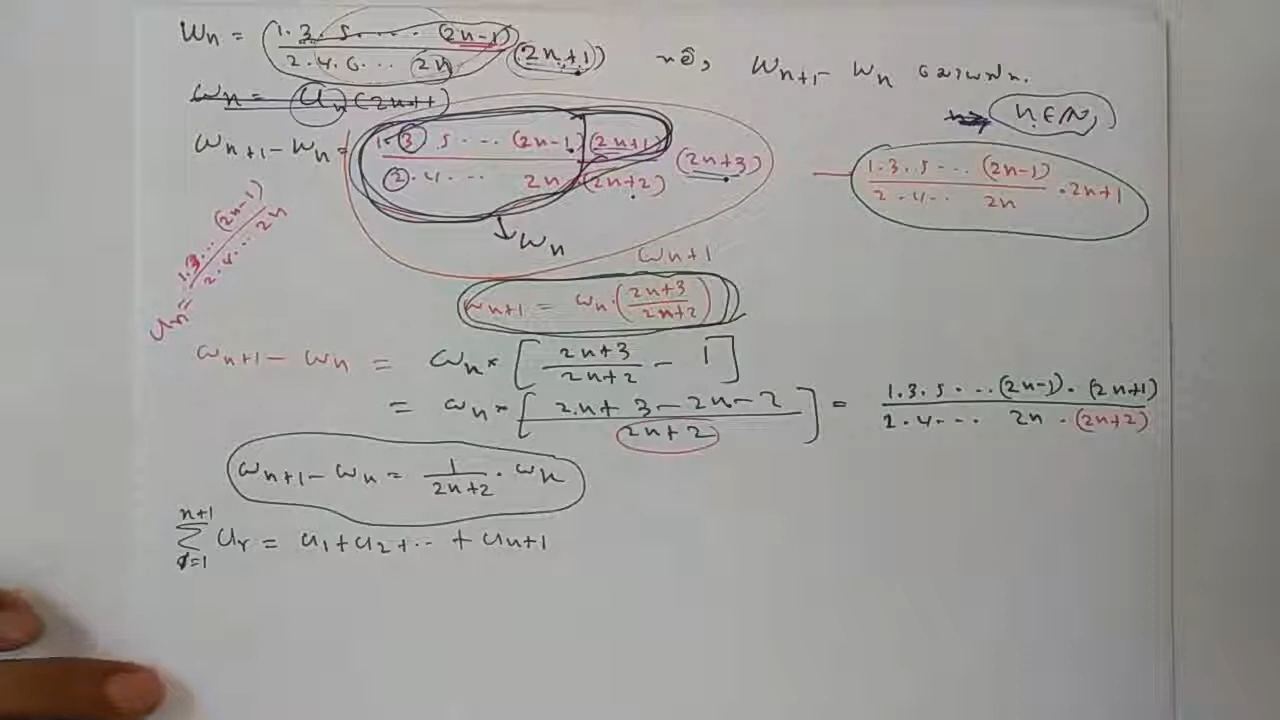 Wn = 1.3.5..... (2n-1) / 2.4.6... 2n (2n+1) නම්, Wn+1 - Wn
Wn = Un (2n+1)
n ∈ N,
Wn+1 - Wn = 1.3.5... (2n-1) (2n+1) / 2.4... 2n (2n+2) (2n+3) - 1.3.5... (2n-1) / 2.4... 2n . 2n+1
Un = 1.3... (2n-1) / 2.4... 2n
↓ Wn
Wn+1
Wn+1 = Wn . (2n+3 / 2n+2)
Wn+1 - Wn = Wn × [2n+3 / 2n+2 - 1]
= Wn × [2n+3-2n-2 / 2n+2] = 1.3.5... (2n-1). (2n+1) / 2.4... 2n . (2n+2)
Wn+1 - Wn = 1 / 2n+2 . Wn
n+1 ∑ r=1 Ur = U1 + U2 + ... + Un+1